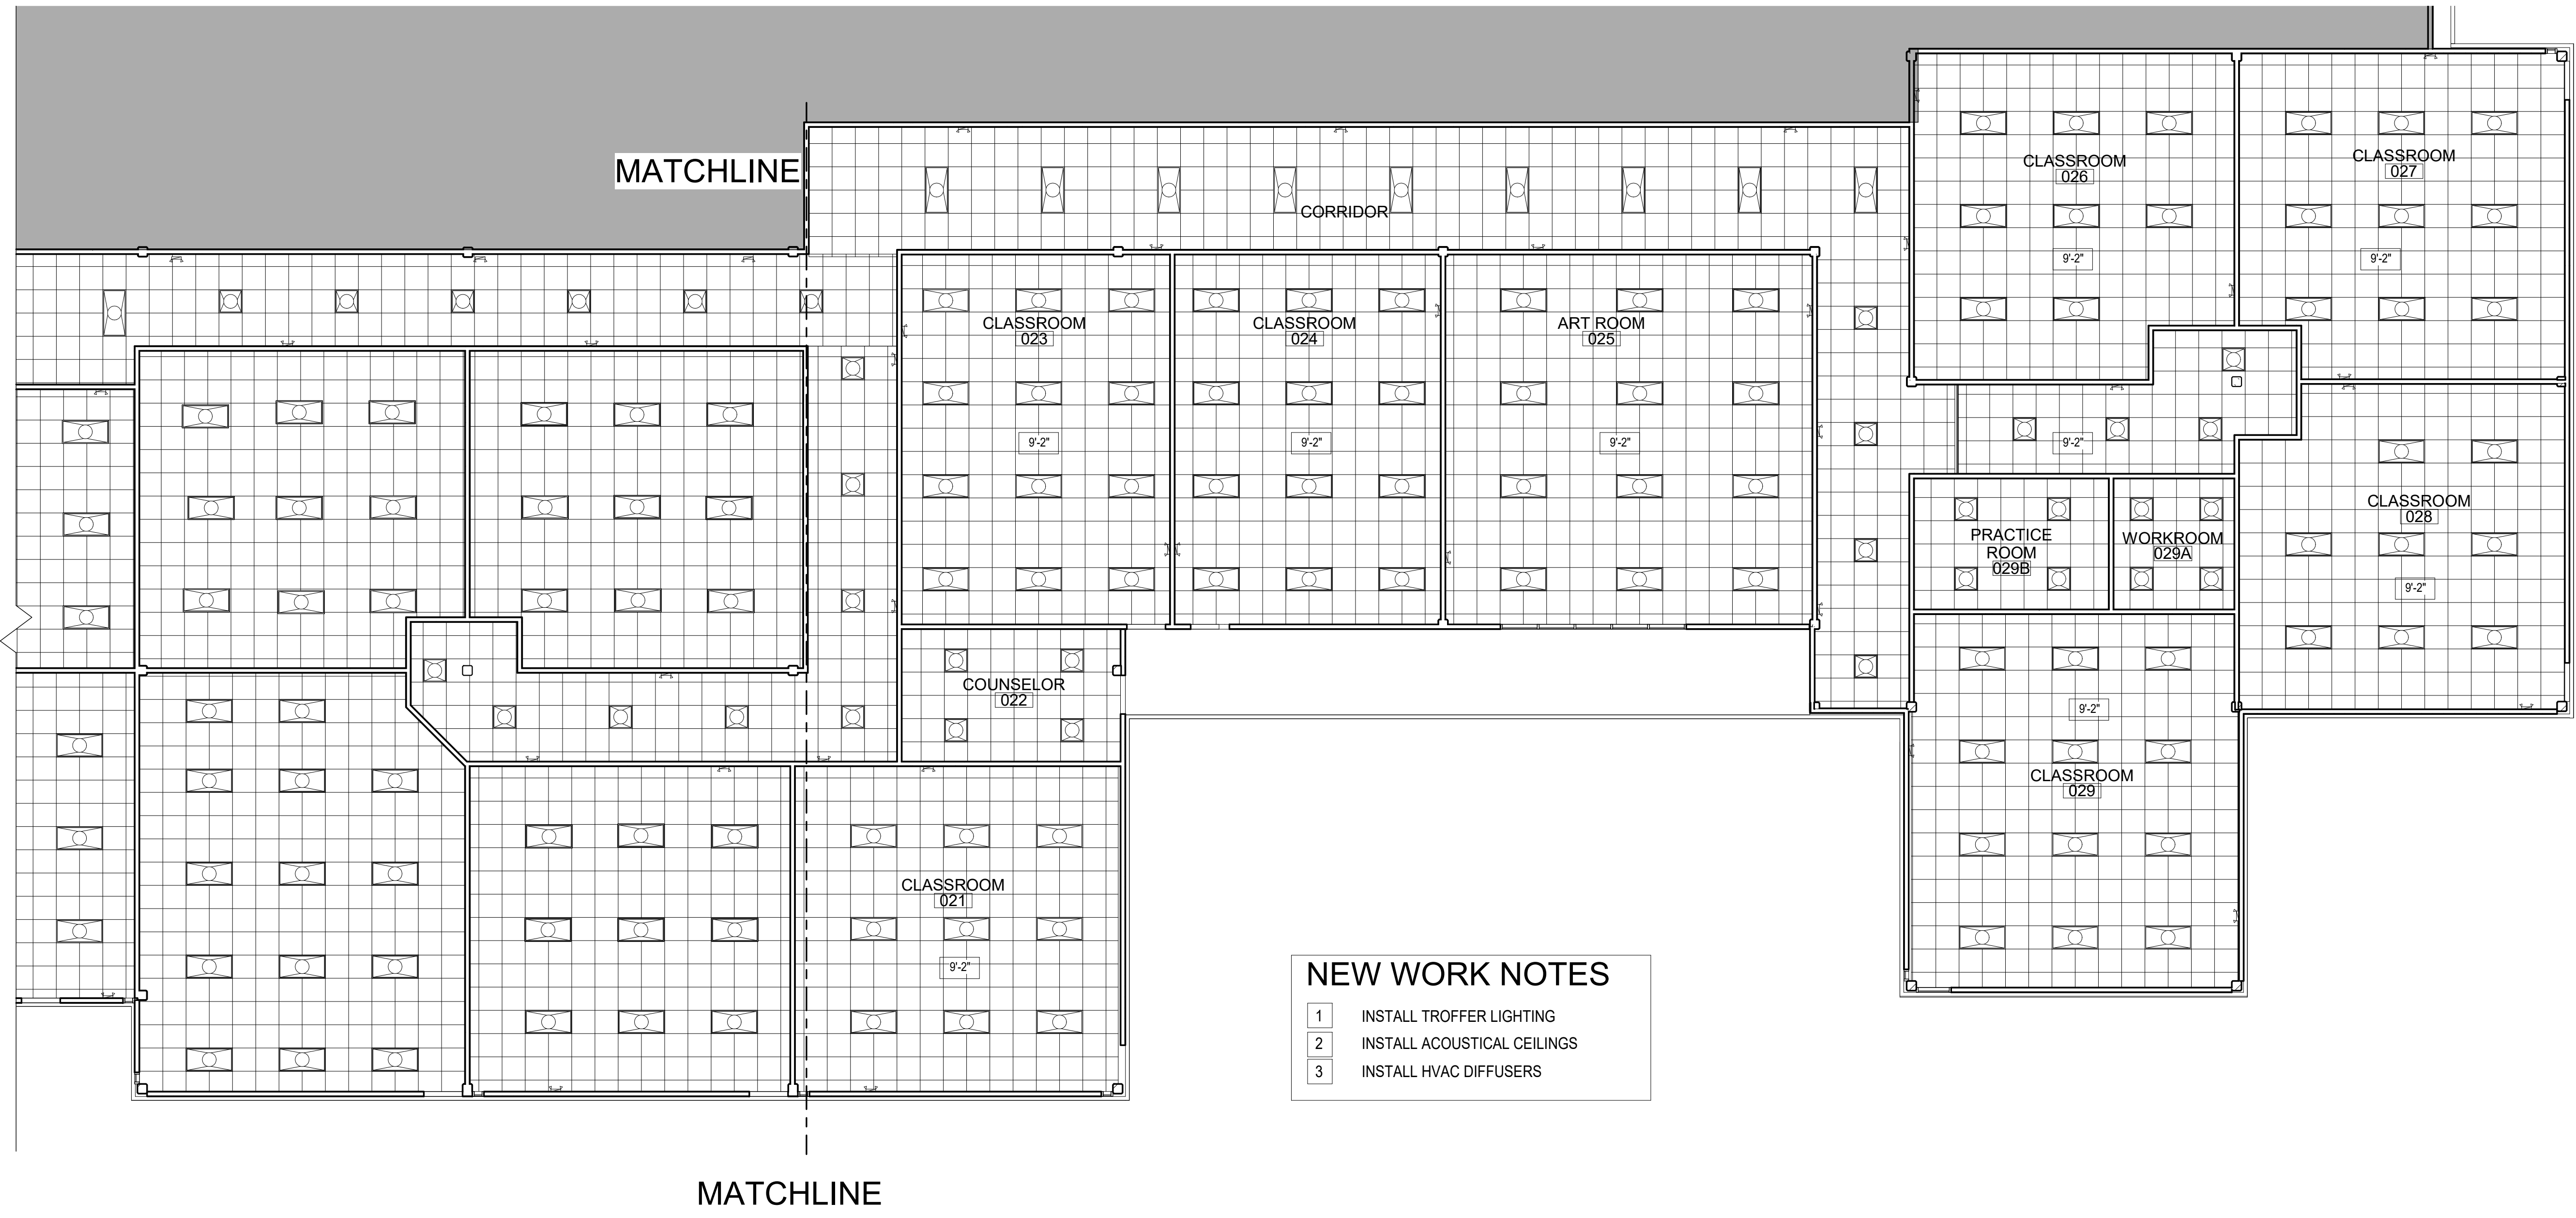 MATCHLINE
CORRIDOR
CLASSROOM
026
9'-2"
CLASSROOM
027
9'-2"
CLASSROOM
023
9'-2"
CLASSROOM
024
9'-2"
ART ROOM
025
9'-2"
9'-2"
CLASSROOM
028
9'-2"
PRACTICE
ROOM
029B
WORKROOM
029A
COUNSELOR
022
9'-2"
CLASSROOM
029
CLASSROOM
021
9'-2"
NEW WORK NOTES
1 INSTALL TROFFER LIGHTING
2 INSTALL ACOUSTICAL CEILINGS
3 INSTALL HVAC DIFFUSERS
MATCHLINE